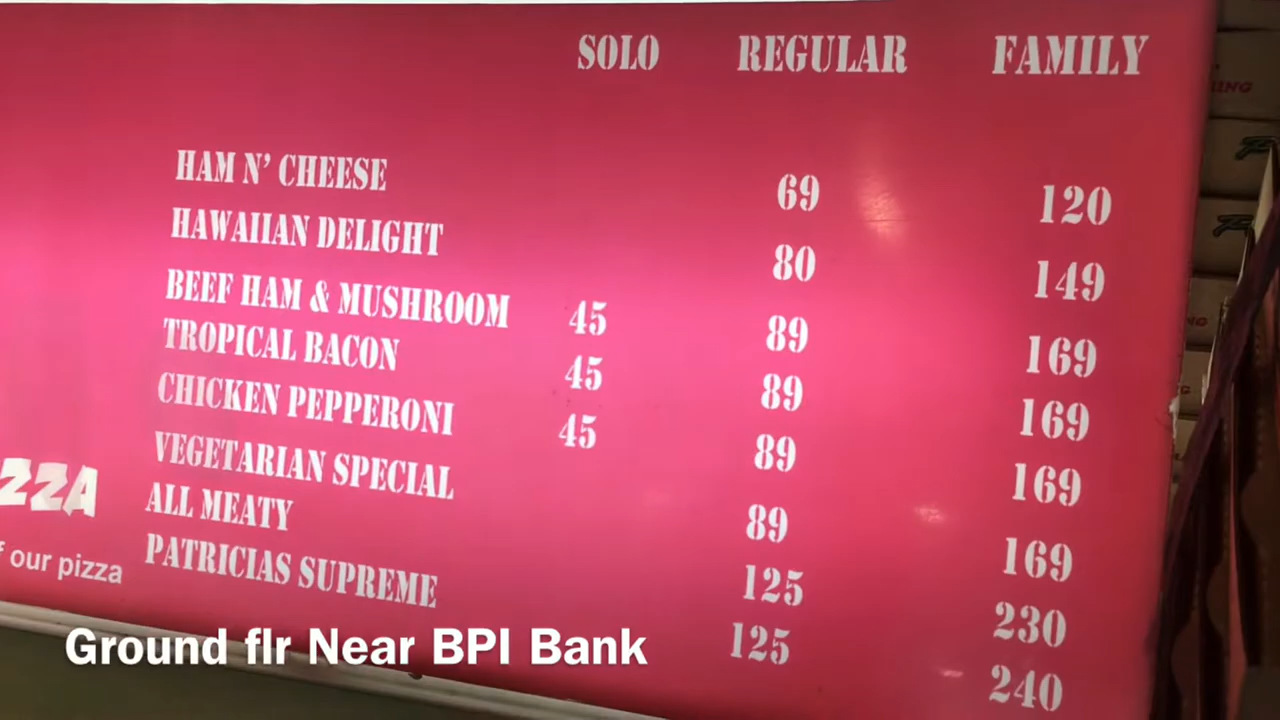 SOLO REGULAR FAMILY
HAM N' CHEESE 69 120
HAWAIIAN DELIGHT 80 149
BEEF HAM & MUSHROOM 45 89 169
TROPICAL BACON 45 89 169
CHICKEN PEPPERONI 45 89 169
VEGETARIAN SPECIAL 89 169
ALL MEATY 125 230
PATRICIAS SUPREME 125 240
ZZA
our pizza
Ground flr Near BPI Bank